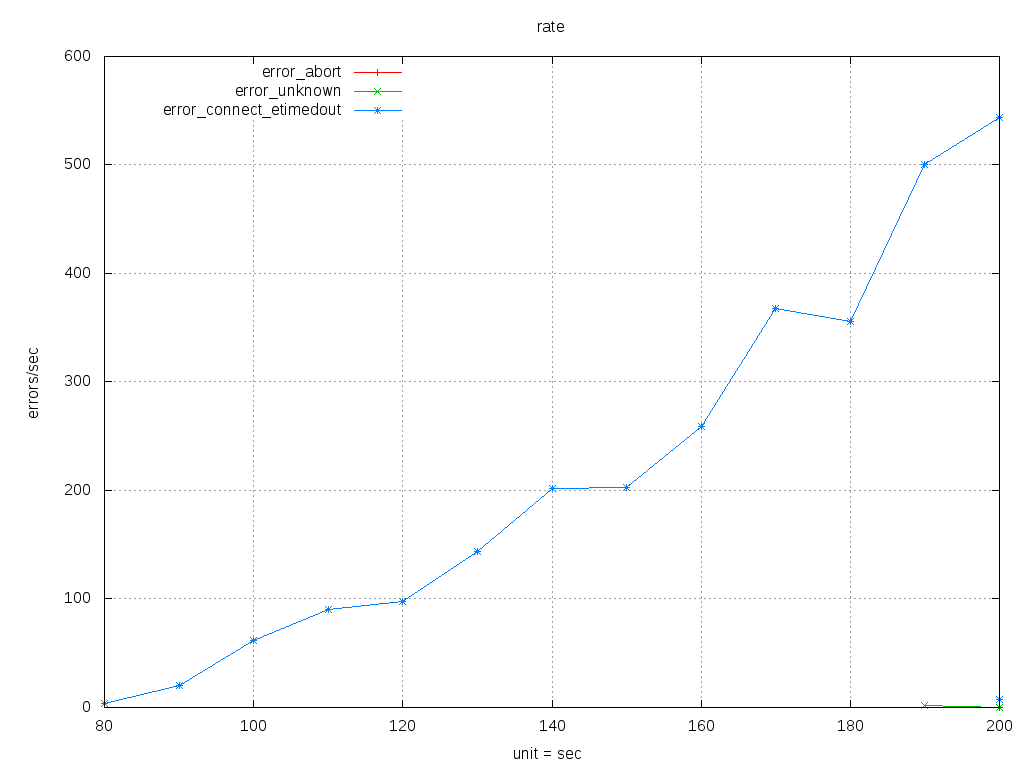 rate
600
500
400
300
200
100
0
errors/sec
error_abort
error_unknown
error_connect_etimedout
80 100 120 140 160 180 200
unit = sec